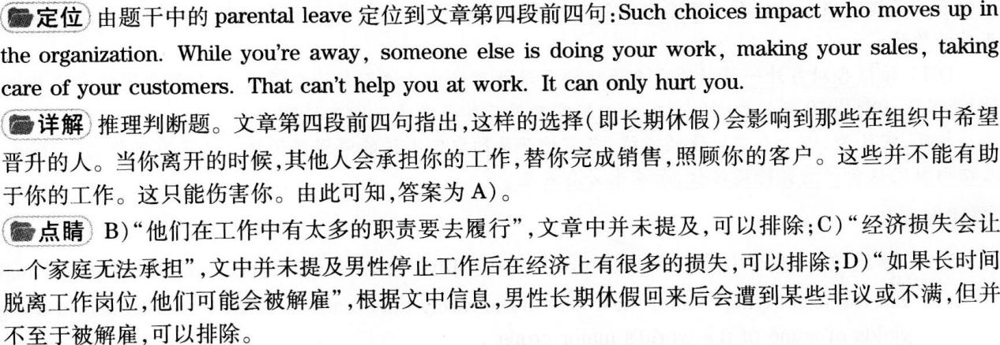 定位 由题干中的 parental leave 定位到文章第四段前四句:Such choices impact who moves up in
the organization. While you're away, someone else is doing your work, making your sales, taking
care of your customers. That can't help you at work. It can only hurt you.
详解 推理判断题。文章第四段前四句指出,这样的选择(即长期休假)会影响到那些在组织中希望
晋升的人。当你离开的时候,其他人会承担你的工作,替你完成销售,照顾你的客户。这些并不能有助
于你的工作。这只能伤害你。由此可知,答案为 A)。
点睛 B)“他们在工作中有太多的职责要去履行”,文章中并未提及,可以排除;C)“经济损失会让
一个家庭无法承担”,文中并未提及男性停止工作后在经济上有很多的损失,可以排除;D)“如果长时间
脱离工作岗位,他们可能会被解雇”,根据文中信息,男性长期休假回来后会遭到某些非议或不满,但并
不至于被解雇,可以排除。